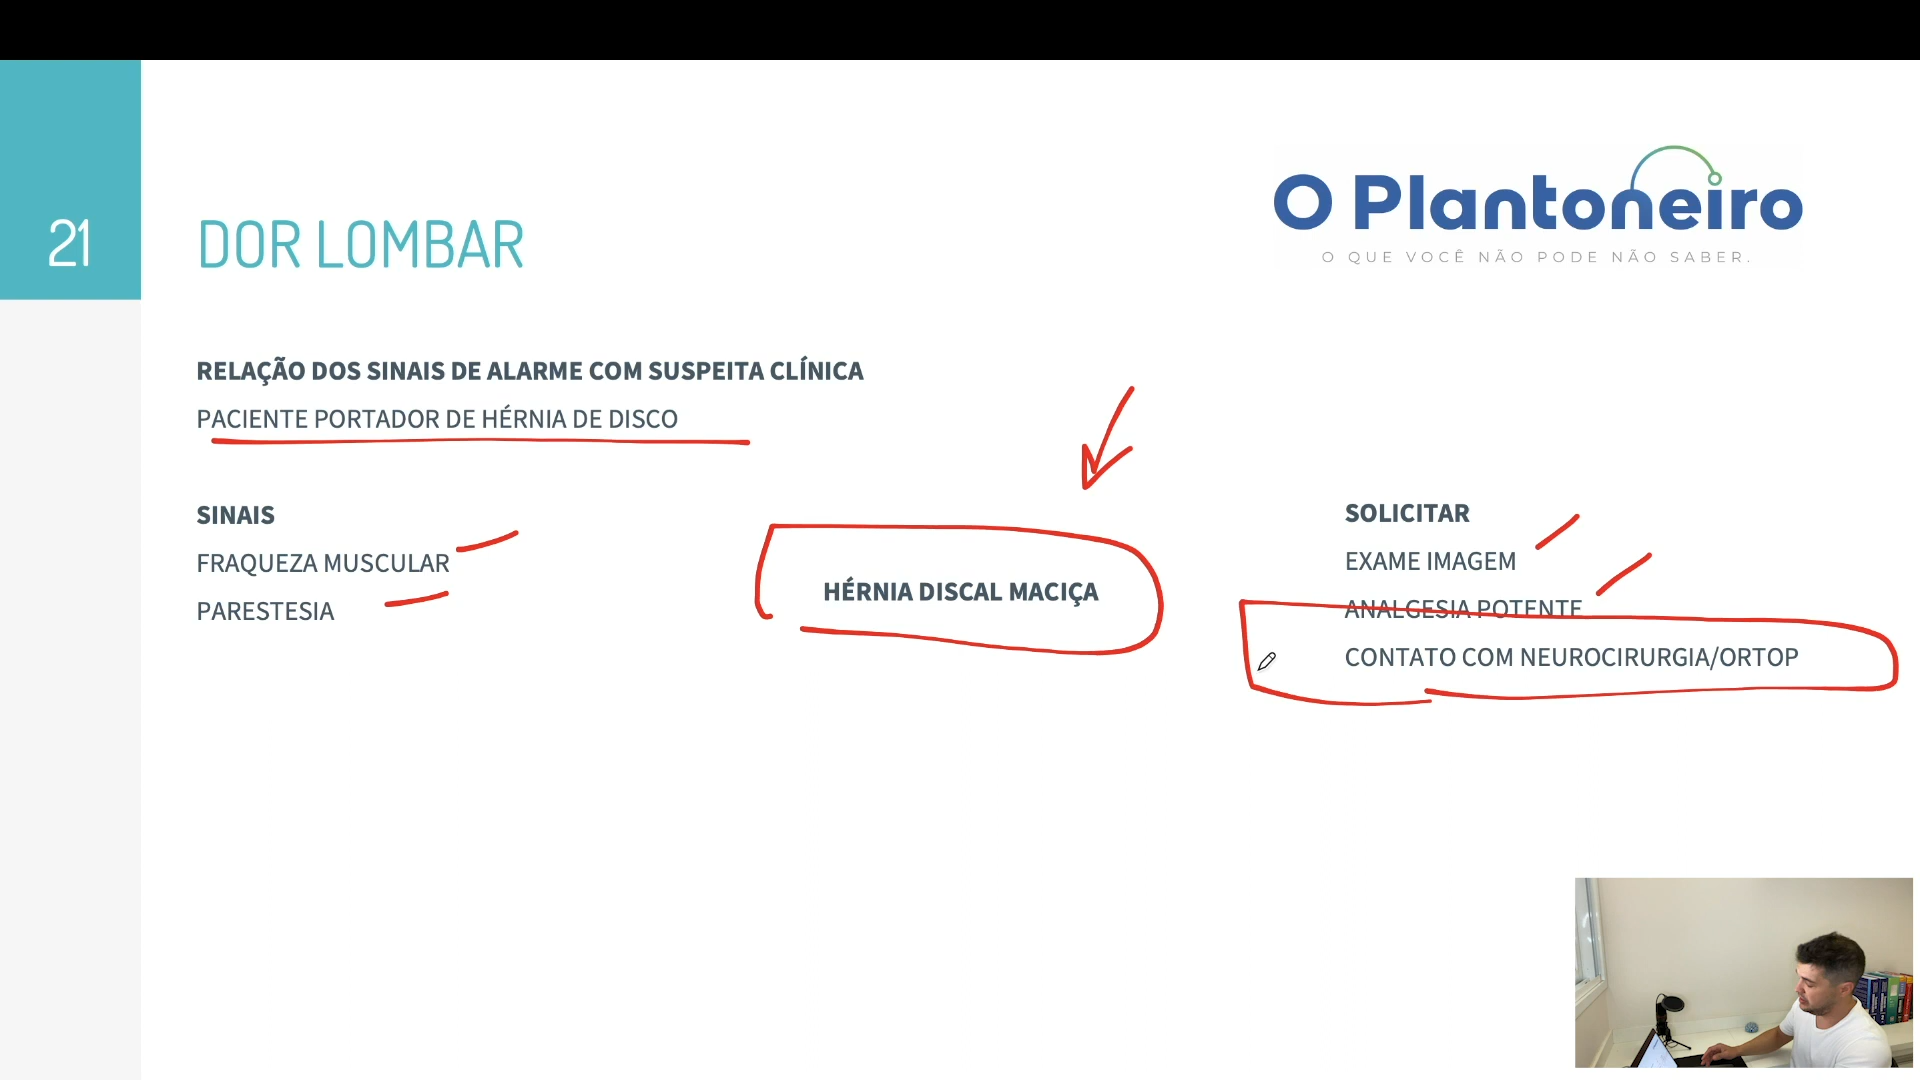 21
DOR LOMBAR
O Plantoneiro
O QUE VOCÊ NÃO PODE NÃO SABER.
RELAÇÃO DOS SINAIS DE ALARME COM SUSPEITA CLÍNICA
PACIENTE PORTADOR DE HÉRNIA DE DISCO
SINAIS
FRAQUEZA MUSCULAR
PARESTESIA
HÉRNIA DISCAL MACIÇA
SOLICITAR
EXAME IMAGEM
ANALGESIA POTENTE
CONTATO COM NEUROCIRURGIA/ORTOP